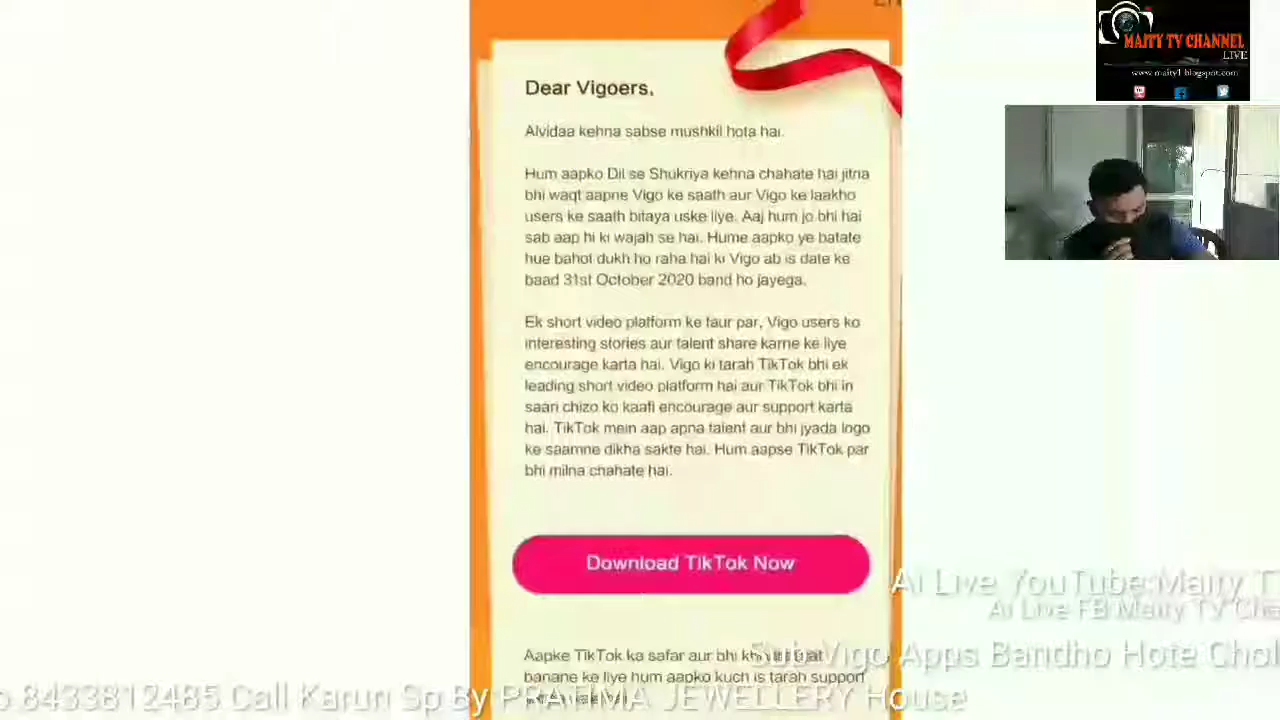 MAITY TV CHANNEL
LIVE
www.maity1.blogspot.com
Dear Vigoers,
Alvidaa kehna sabse mushkil hota hai.
Hum aapko Dil se Shukriya kehna chahate hai jitna
bhi waqt aapne Vigo ke saath aur Vigo ke laakho
users ke saath bitaya uske liye. Aaj hum jo bhi hai
sab aap hi ki wajah se hai. Hume aapko ye batate
hue bahot dukh ho raha hai ki Vigo ab is date ke
baad 31st October 2020 band ho jayega.
Ek short video platform ke taur par, Vigo users ko
interesting stories aur talent share karne ke liye
encourage karta hai. Vigo ki tarah TikTok bhi ek
leading short video platform hai aur TikTok bhi in
saari chizo ko kaafi encourage aur support karta
hai. TikTok mein aap apna talent aur bhi jyada logo
ke saamne dikha sakte hai. Hum aapse TikTok par
bhi milna chahate hai.
Download TikTok Now
Ai Live YouTube:Maity T
Ai Live FB:Maity TV Cha
Aapke TikTok ka safar aur bhi
Sub Vigo Apps Bandho Hote Chol
banane ke liye hum aapko kuch is tarah support
o 8433812485 Call Karun Sp By PRATIMA JEWELLERY House